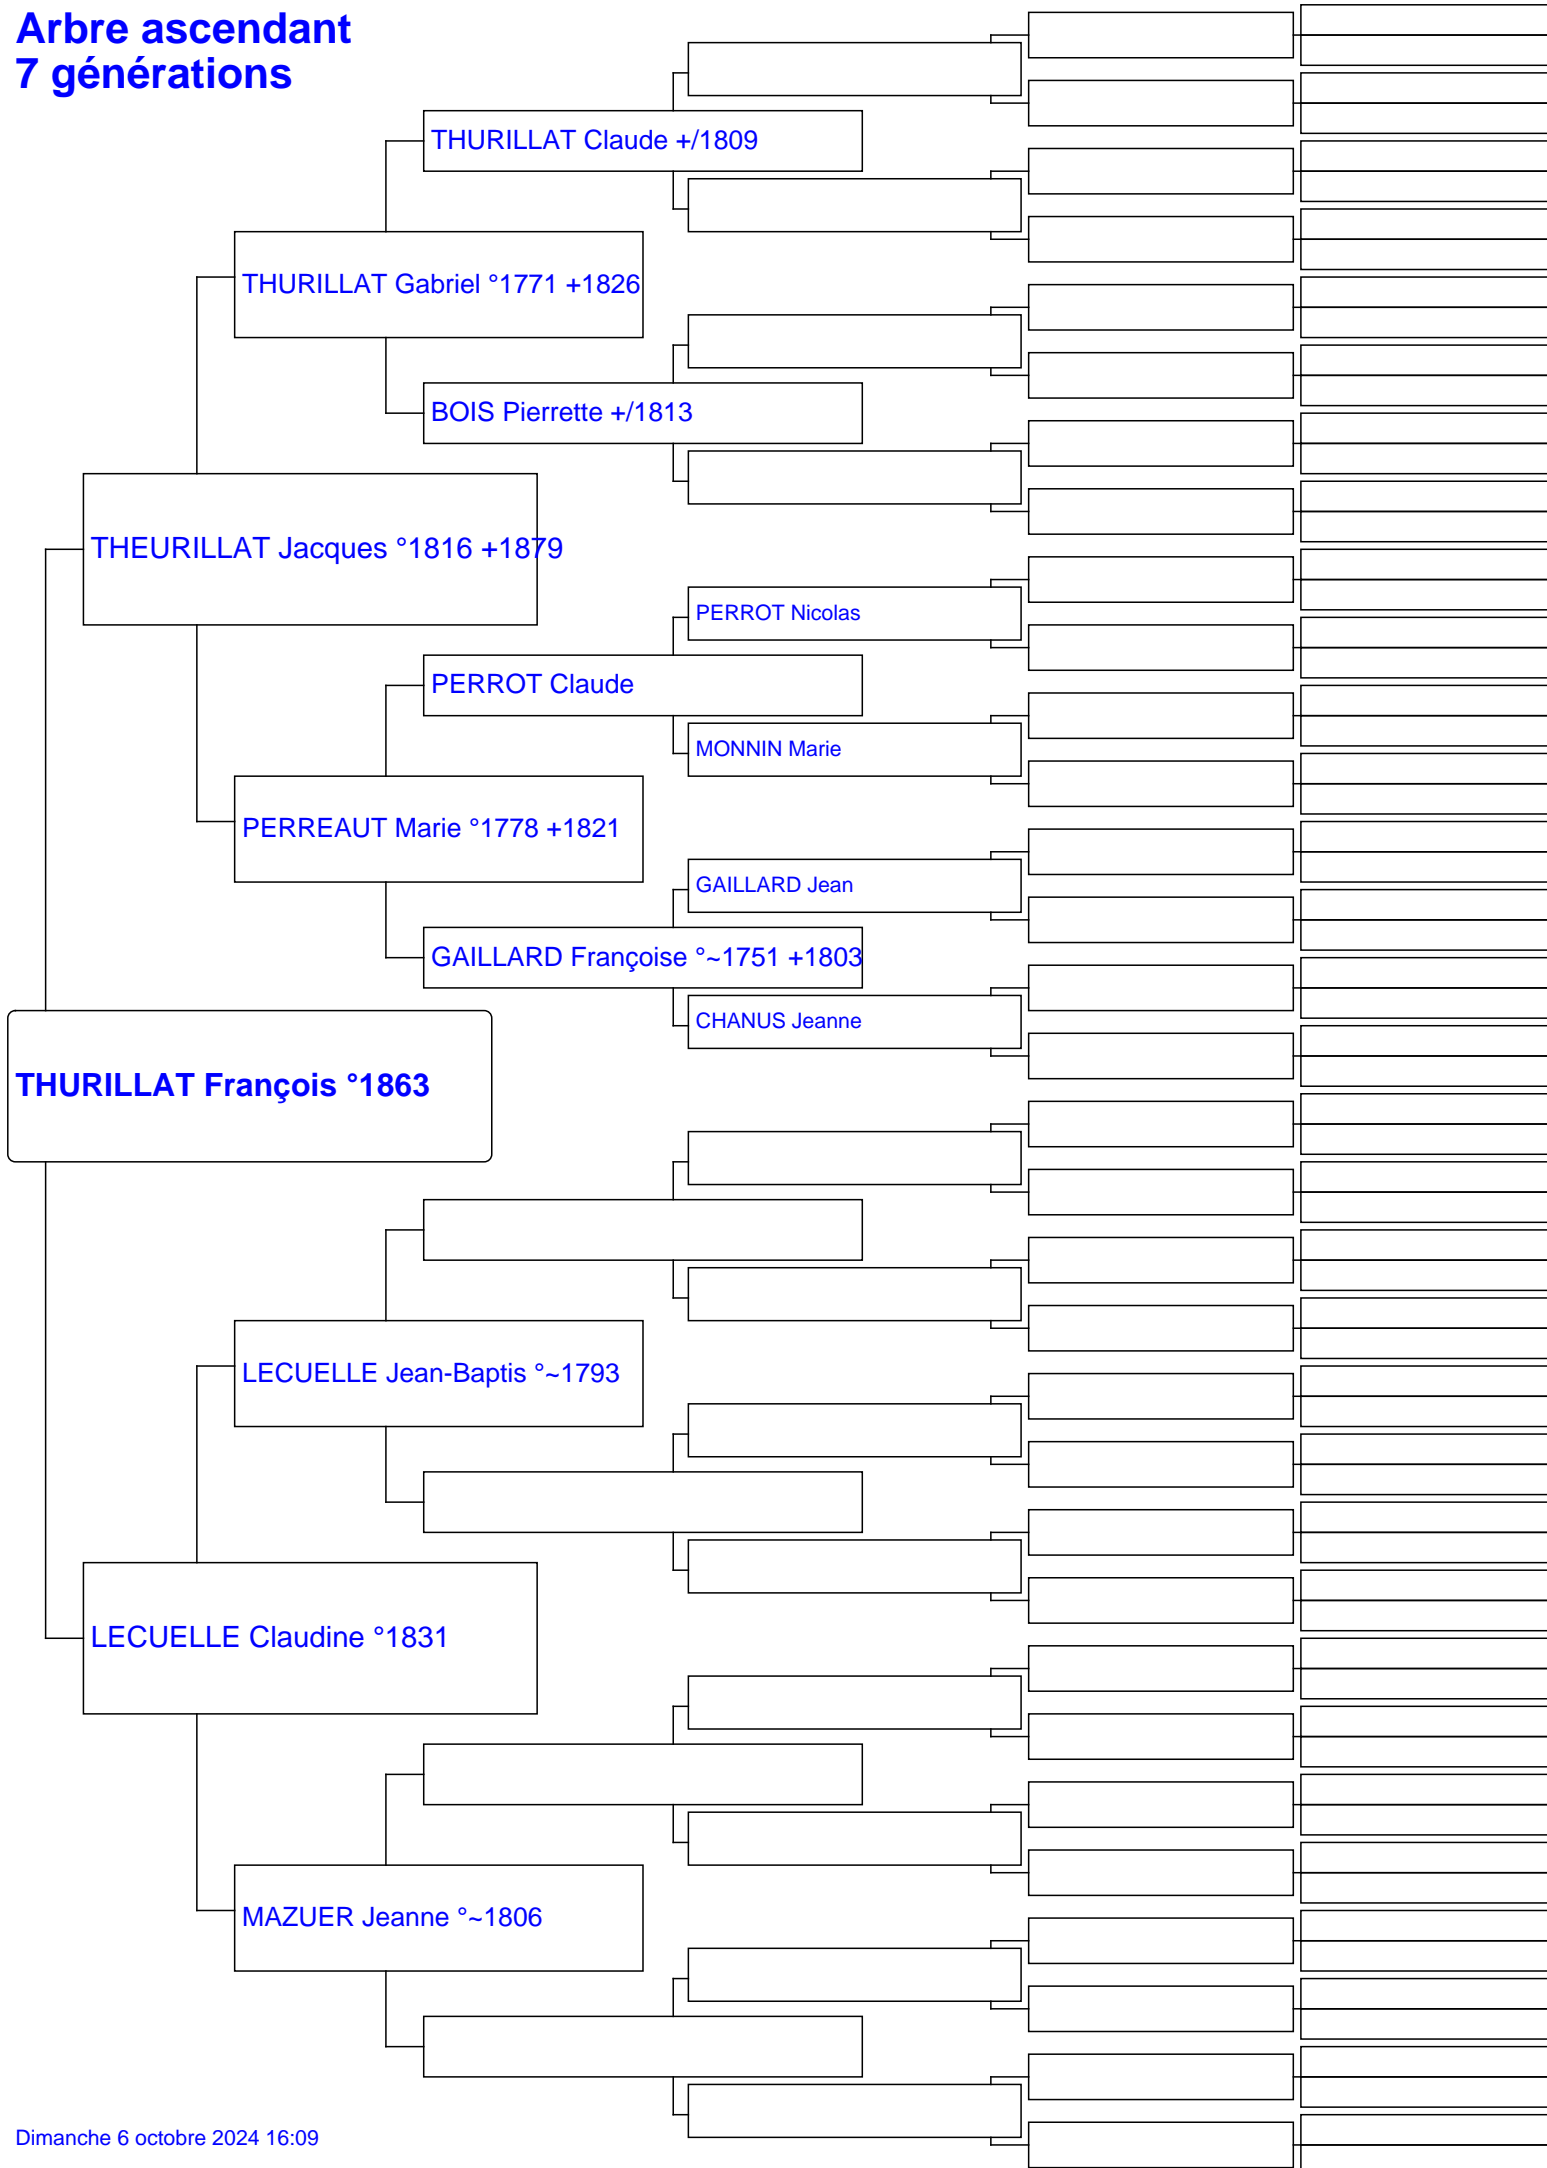 Arbre ascendant
7 générations
THURILLAT Claude +/1809
THURILLAT Gabriel °1771 +1826
BOIS Pierrette +/1813
THEURILLAT Jacques °1816 +1879
PERROT Nicolas
PERROT Claude
MONNIN Marie
PERREAUT Marie °1778 +1821
GAILLARD Jean
GAILLARD Françoise °~1751 +1803
CHANUS Jeanne
THURILLAT François °1863
LECUELLE Jean-Baptis °~1793
LECUELLE Claudine °1831
MAZUER Jeanne °~1806
Dimanche 6 octobre 2024 16:09